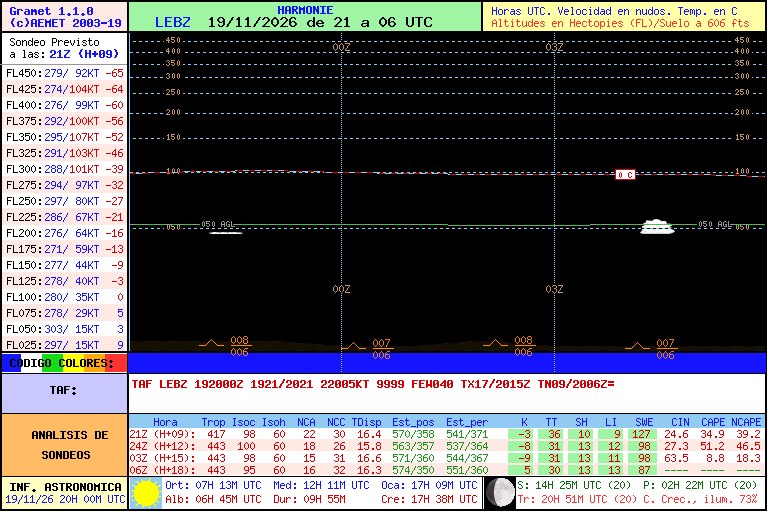 Gramet 1.1.0
(c)AEMET 2003-19
HARMONIE
LEBZ 19/11/2026 de 21 a 06 UTC
Horas UTC. Velocidad en nudos. Temp. en C
Altitudes en Hectopies (FL)/Suelo a 606 fts
Sondeo Previsto
a las: 21Z (H+09)
FL450:279/ 92KT -65
FL425:274/104KT -64
FL400:276/ 99KT -60
FL375:292/100KT -56
FL350:295/107KT -52
FL325:291/103KT -46
FL300:288/101KT -39
FL275:294/ 97KT -32
FL250:297/ 80KT -27
FL225:286/ 67KT -21
FL200:276/ 64KT -16
FL175:271/ 59KT -13
FL150:277/ 44KT -9
FL125:278/ 40KT -3
FL100:280/ 35KT 0
FL075:278/ 29KT 5
FL050:303/ 15KT 3
FL025:297/ 15KT 9
450 00Z 03Z 450
400 400
350 350
300 300
250 250
200 200
150 150
100 0 C 100
050 AGL 050 AGL
050 050
00Z 03Z
008 007 008 007
006 006 006 006
CODIGO COLORES:
TAF:
TAF LEBZ 192000Z 1921/2021 22005KT 9999 FEW040 TX17/2015Z TN09/2006Z=
ANALISIS DE
SONDEOS
Hora Trop Isoc Isoh NCA NCC TDisp Est_pos Est_per K TT SH LI SWE CIN CAPE NCAPE
21Z (H+09): 417 98 60 22 30 16.4 570/358 541/371 -3 36 10 9 127 24.6 34.9 39.2
24Z (H+12): 443 100 60 18 26 15.8 563/537 637/364 -4 34 13 12 96 27.3 51.2 46.5
03Z (H+15): 443 98 60 15 31 16.6 571/360 544/367 -9 31 13 11 98 63.5 8.8 18.3
06Z (H+18): 443 95 60 16 32 16.3 574/350 551/360 5 30 13 13 87 ---- ---- ----
INF. ASTRONOMICA
19/11/26 20H 00M UTC
Ort: 07H 13M UTC Med: 12H 11M UTC Oca: 17H 09M UTC
Alb: 06H 45M UTC Dur: 09H 55M Cre: 17H 38M UTC
S: 14H 25M UTC (20) P: 02H 22M UTC (20)
Tr: 20H 51M UTC (20) C. Crec., ilum. 73%